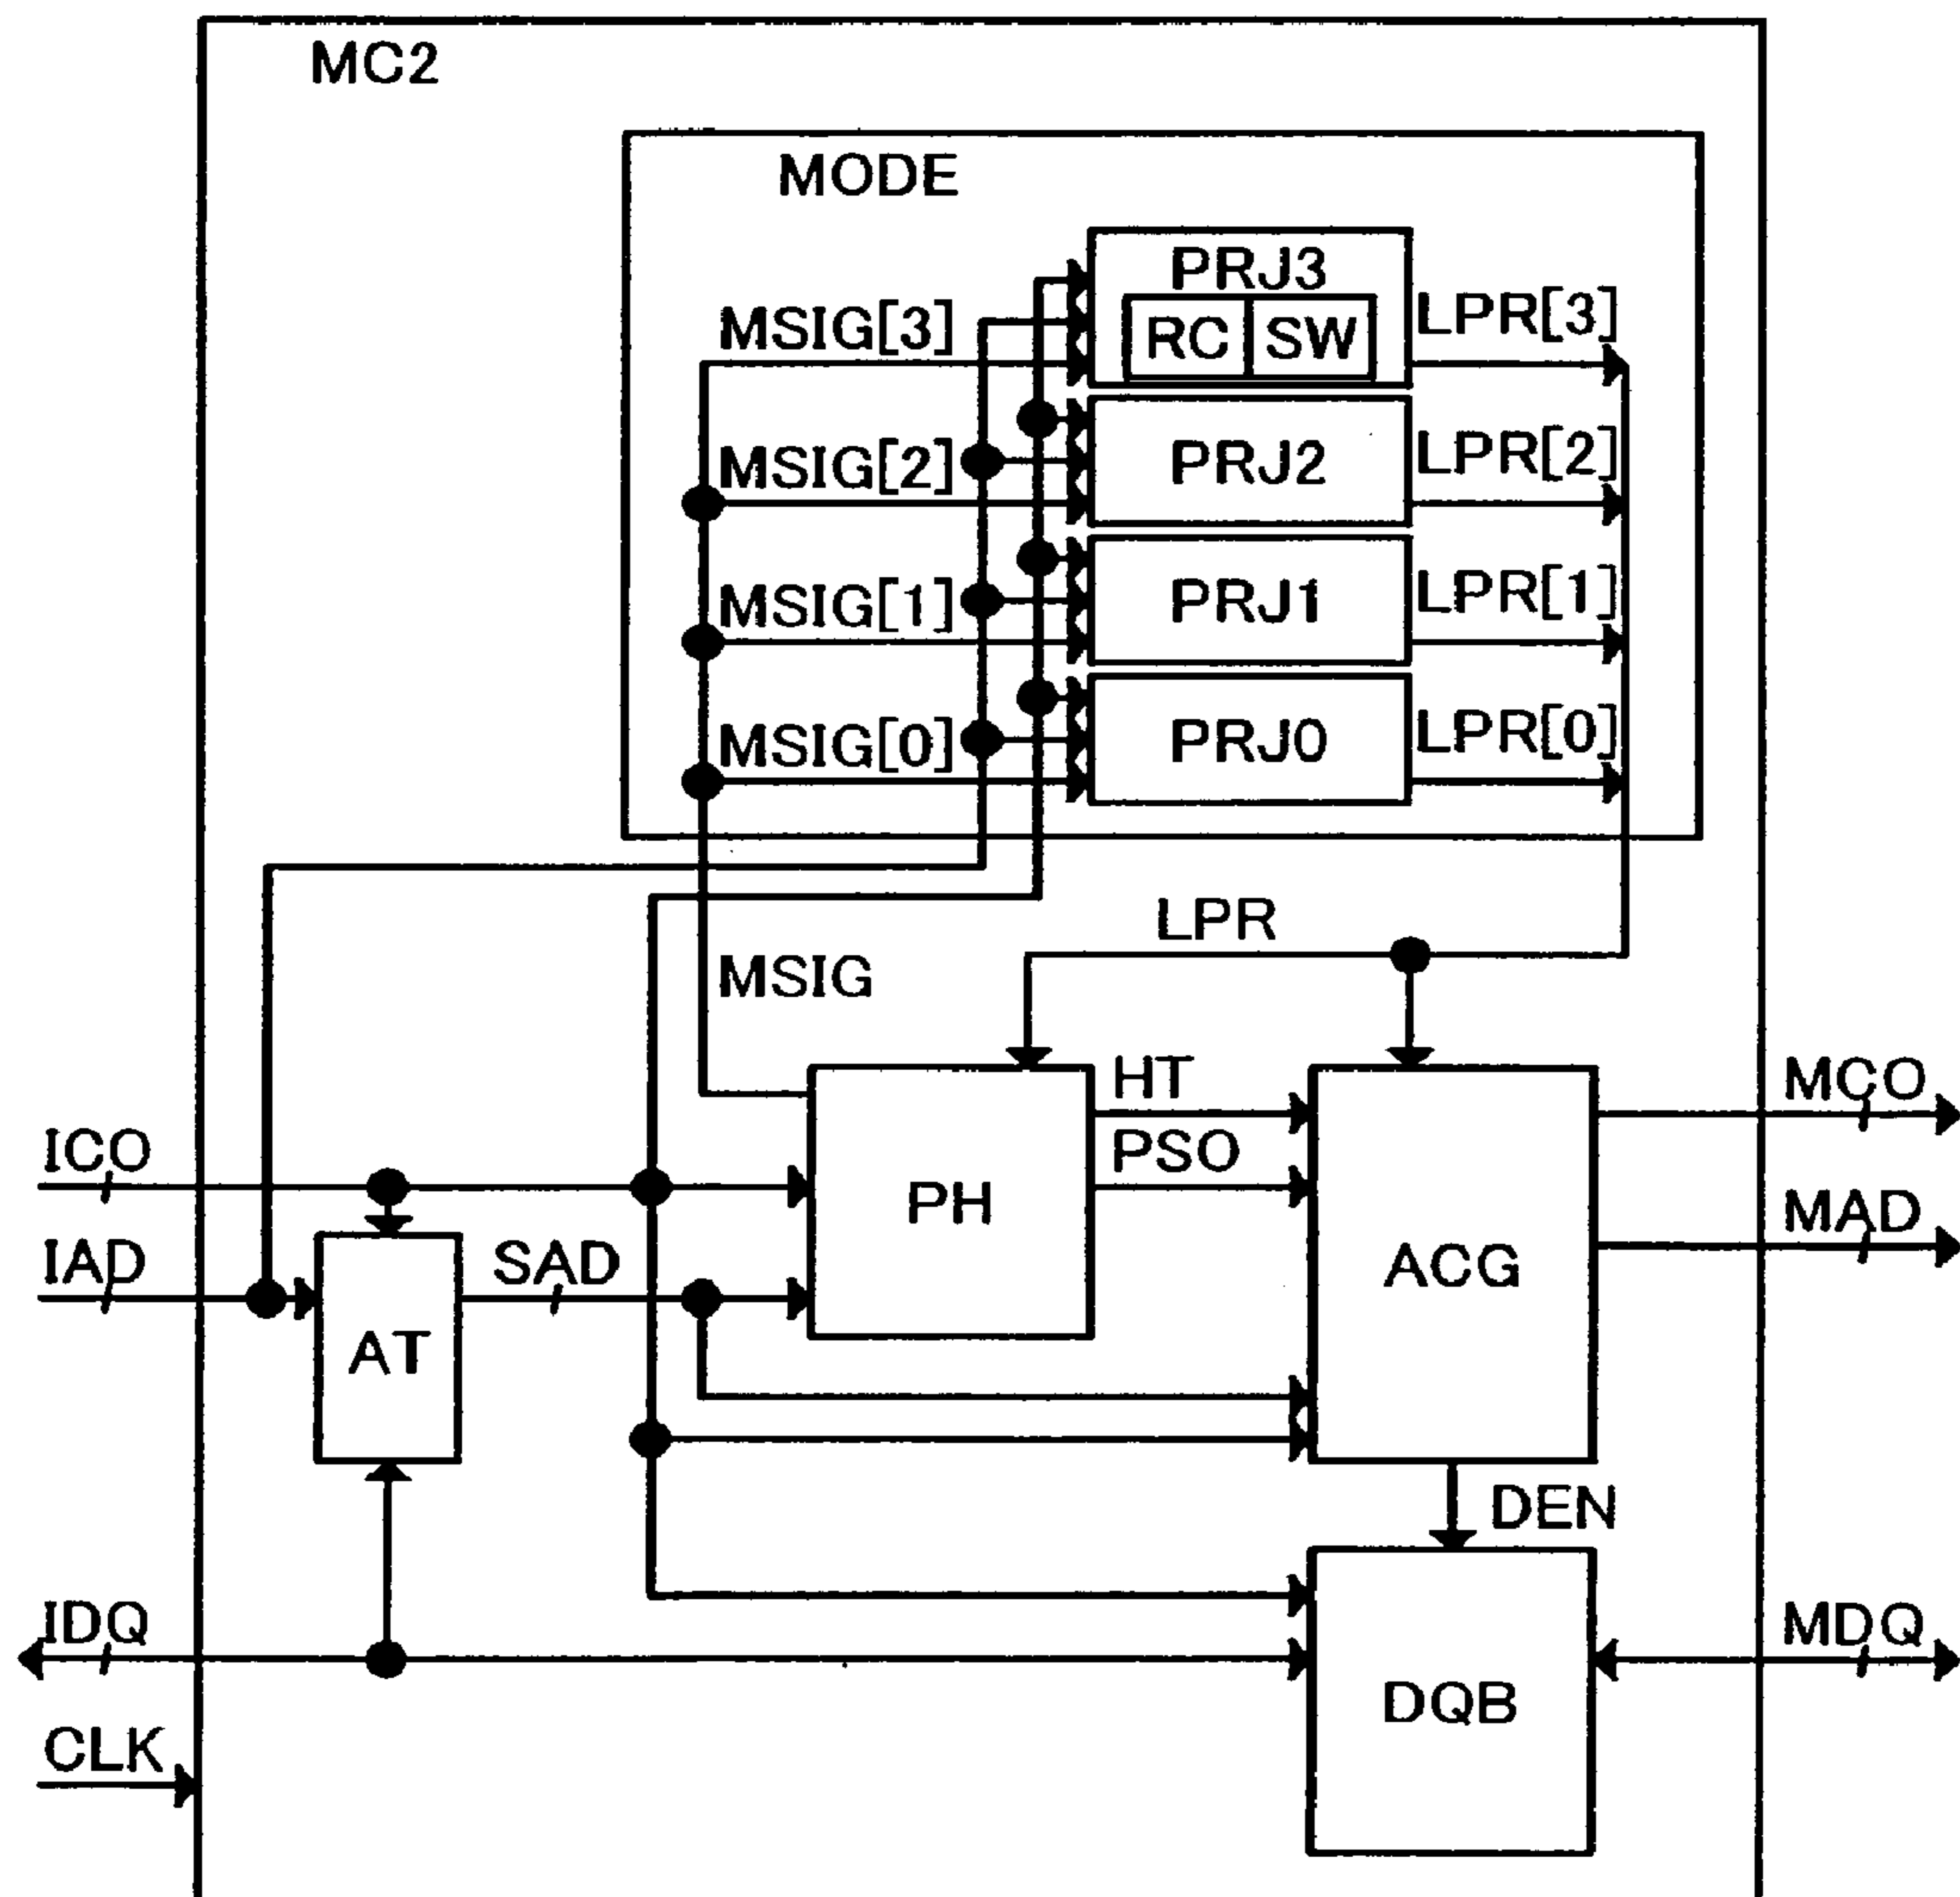 MC2
MODE
PRJ3
RC SW
MSIG[3]
LPR[3]
MSIG[2]
PRJ2
LPR[2]
MSIG[1]
PRJ1
LPR[1]
MSIG[0]
PRJ0
LPR[0]
LPR
MSIG
HT
PSO
PH
ACG
MCO
MAD
ICO
IAD
SAD
AT
DEN
IDQ
MDQ
DQB
CLK